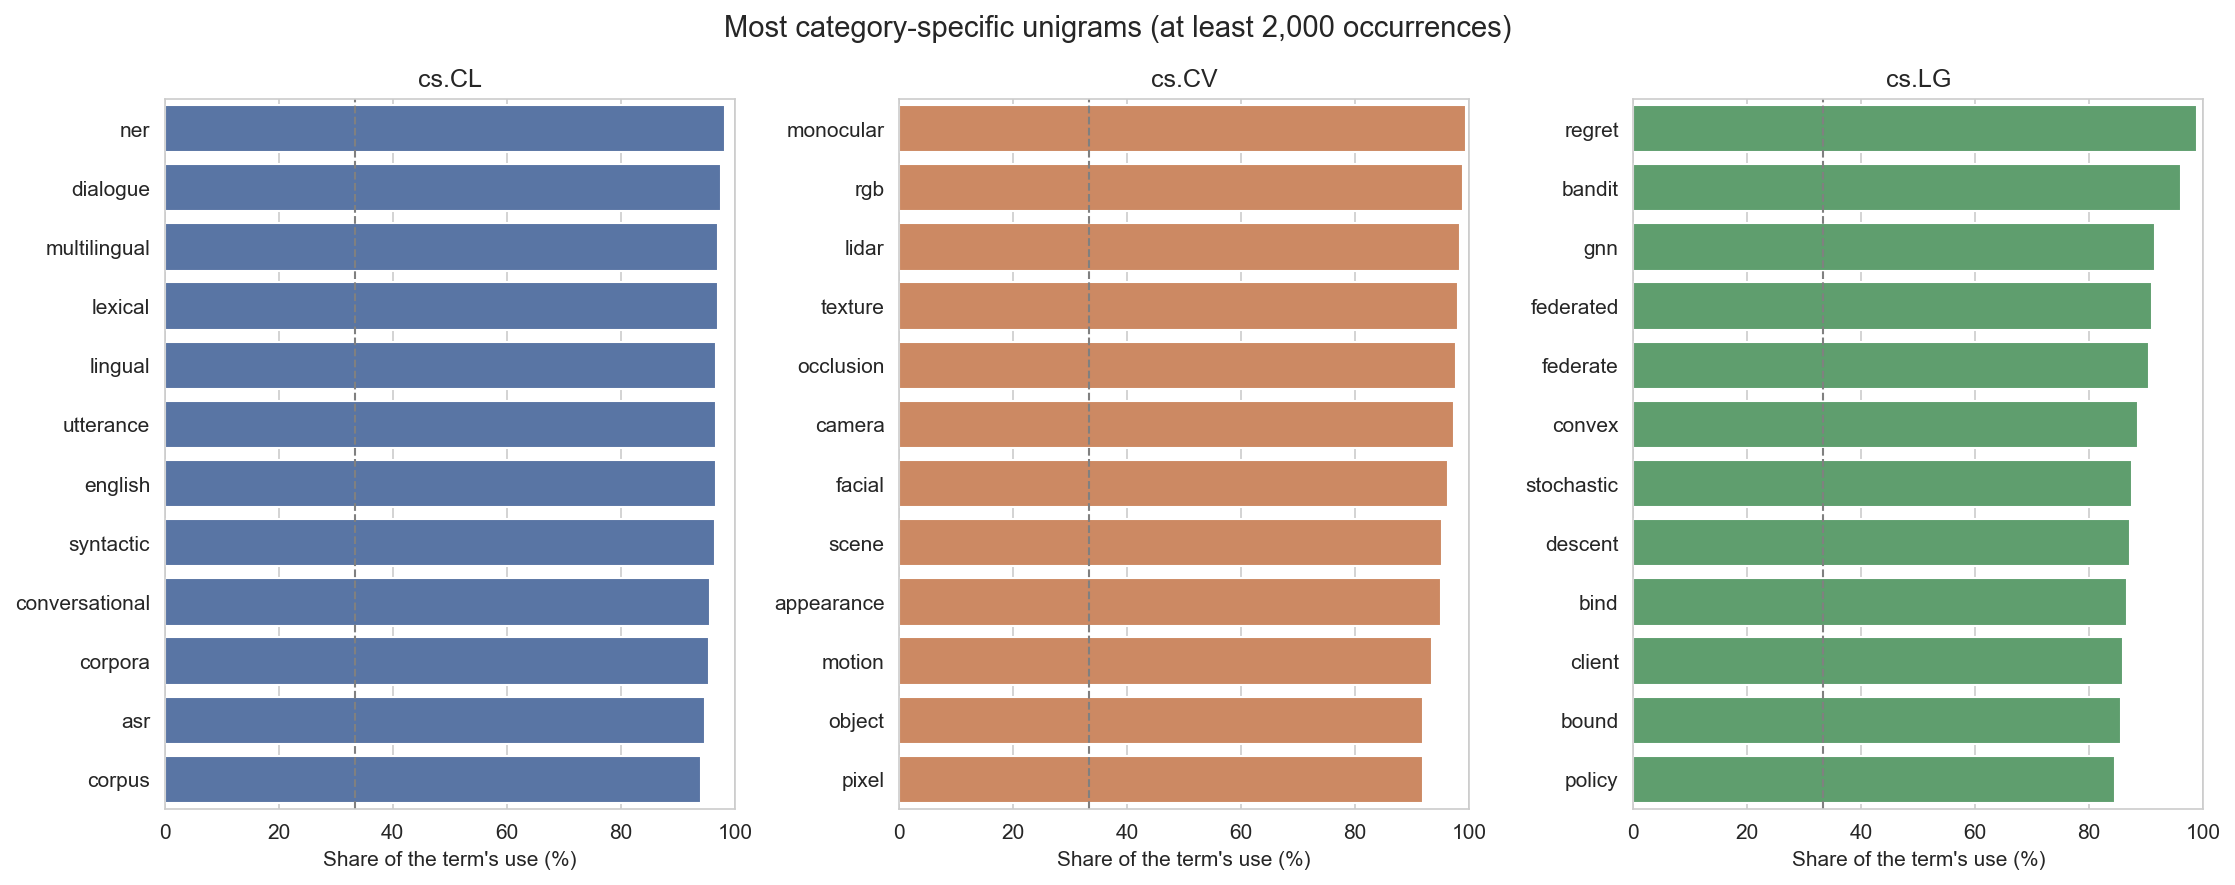 Most category-specific unigrams (at least 2,000 occurrences)
cs.CL
ner
dialogue
multilingual
lexical
lingual
utterance
english
syntactic
conversational
corpora
asr
corpus
0 20 40 60 80 100
Share of the term's use (%)
cs.CV
monocular
rgb
lidar
texture
occlusion
camera
facial
scene
appearance
motion
object
pixel
0 20 40 60 80 100
Share of the term's use (%)
cs.LG
regret
bandit
gnn
federated
federate
convex
stochastic
descent
bind
client
bound
policy
0 20 40 60 80 100
Share of the term's use (%)